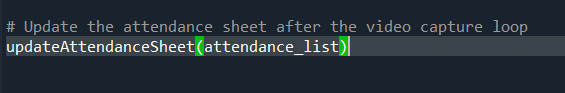 # Update the attendance sheet after the video capture loop
updateAttendanceSheet(attendance_list)